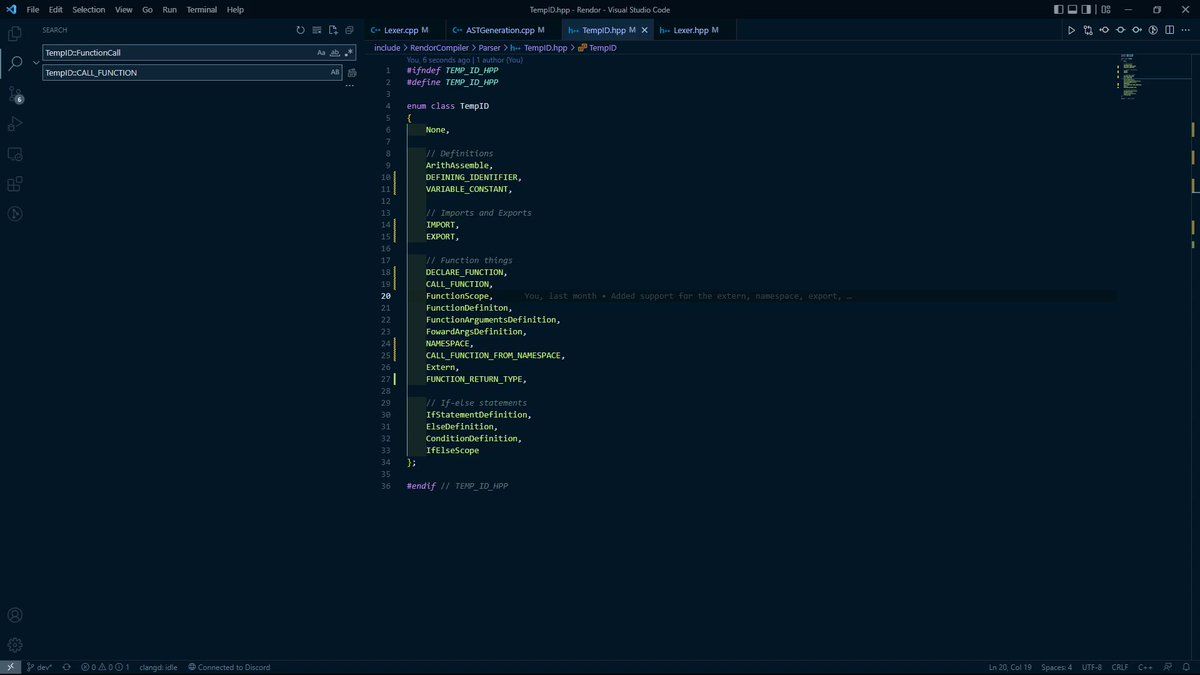 File Edit Selection View Go Run Terminal Help
TempID.hpp - Rendor - Visual Studio Code
SEARCH
TempID::FunctionCall
Aa ab .*
TempID::CALL_FUNCTION
AB
...
6
C++ Lexer.cpp M
C++ ASTGeneration.cpp M
h++ TempID.hpp M
h++ Lexer.hpp M
include > RendorCompiler > Parser > h++ TempID.hpp > TempID
You, 6 seconds ago | 1 author (You)
1 #ifndef TEMP_ID_HPP
2 #define TEMP_ID_HPP
3
4 enum class TempID
5 {
6 None,
7
8 // Definitions
9 ArithAssemble,
10 DEFINING_IDENTIFIER,
11 VARIABLE_CONSTANT,
12
13 // Imports and Exports
14 IMPORT,
15 EXPORT,
16
17 // Function things
18 DECLARE_FUNCTION,
19 CALL_FUNCTION,
20 FunctionScope, You, last month • Added support for the extern, namespace, export, …
21 FunctionDefiniton,
22 FunctionArgumentsDefinition,
23 FowardArgsDefinition,
24 NAMESPACE,
25 CALL_FUNCTION_FROM_NAMESPACE,
26 Extern,
27 FUNCTION_RETURN_TYPE,
28
29 // If-else statements
30 IfStatementDefinition,
31 ElseDefinition,
32 ConditionDefinition,
33 IfElseScope
34 };
35
36 #endif // TEMP_ID_HPP
dev* 0 0 1 clangd: idle Connected to Discord
Ln 20, Col 19 Spaces: 4 UTF-8 CRLF C++